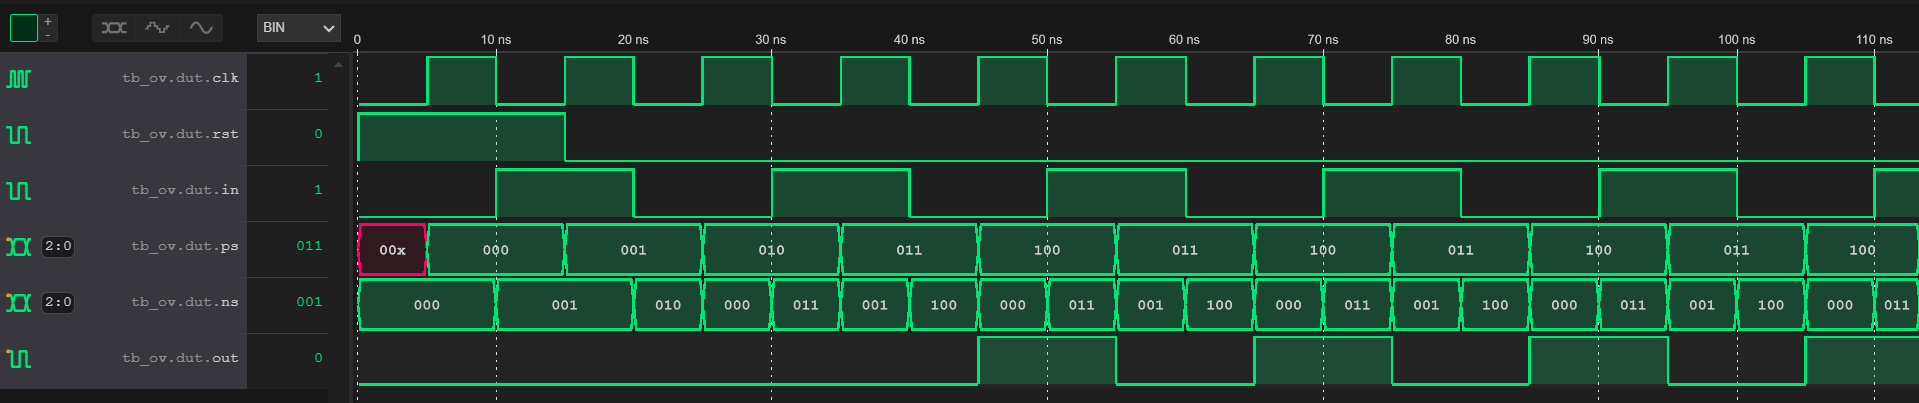 +
-
BIN
0 10 ns 20 ns 30 ns 40 ns 50 ns 60 ns 70 ns 80 ns 90 ns 100 ns 110 ns
tb_ov.dut.clk 1
tb_ov.dut.rst 0
tb_ov.dut.in 1
2:0 tb_ov.dut.ps 011 00x 000 001 010 011 100 011 100 011 100 011 100
2:0 tb_ov.dut.ns 001 000 001 010 000 011 001 100 000 011 001 100 000 011 001 100 000 011 001 100 000 011
tb_ov.dut.out 0